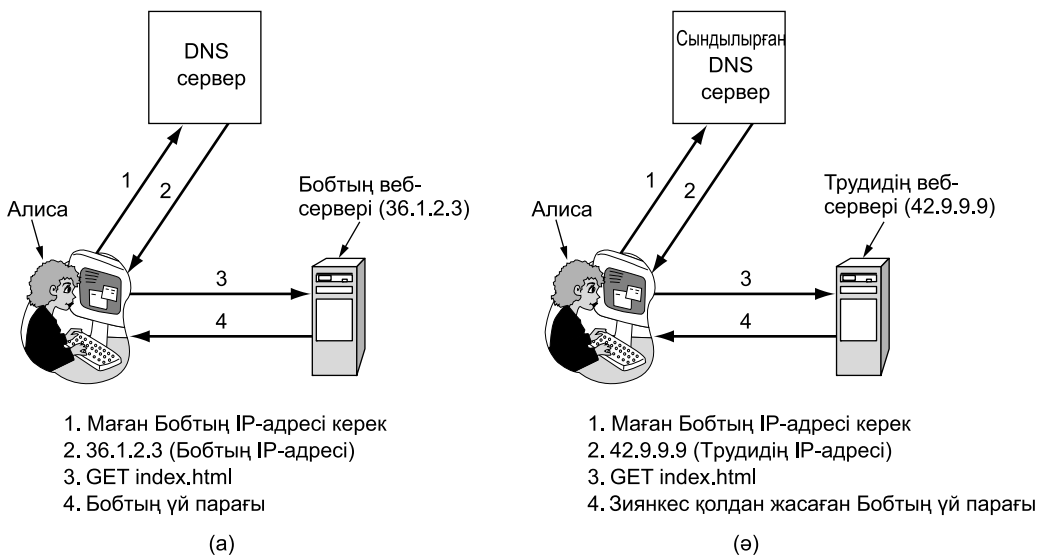 DNS
сервер
1
2
Алиса
Бобтың веб-
сервері (36.1.2.3)
3
4
1. Маған Бобтың IP-адресі керек
2. 36.1.2.3 (Бобтың IP-адресі)
3. GET index.html
4. Бобтың үй парағы
(а)
Сындылырған
DNS
сервер
1
2
Алиса
Трудидің веб-
сервері (42.9.9.9)
3
4
1. Маған Бобтың IP-адресі керек
2. 42.9.9.9 (Трудидің IP-адресі)
3. GET index.html
4. Зиянкес қолдан жасаған Бобтың үй парағы
(ә)